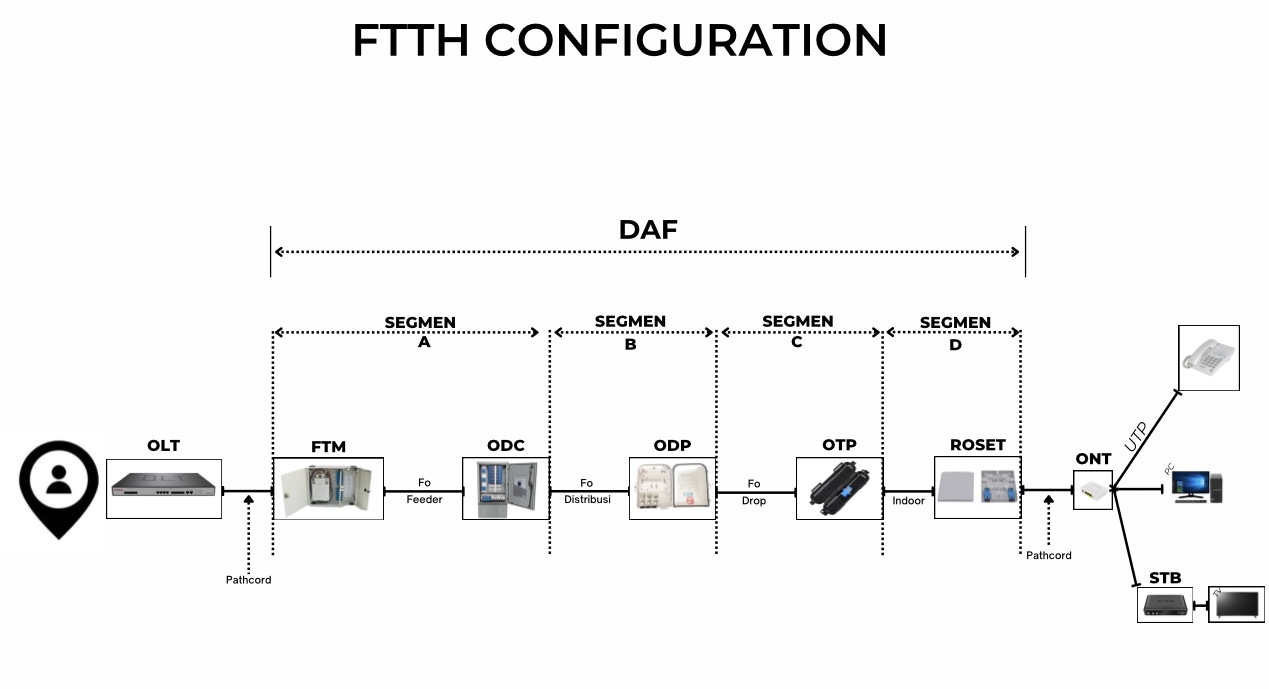 FTTH CONFIGURATION
DAF
SEGMEN
A
SEGMEN
B
SEGMEN
C
SEGMEN
D
OLT
FTM
ODC
ODP
OTP
ROSET
ONT
UTP
PC
Fo
Feeder
Fo
Distribusi
Fo
Drop
Indoor
Pathcord
Pathcord
STB
TV